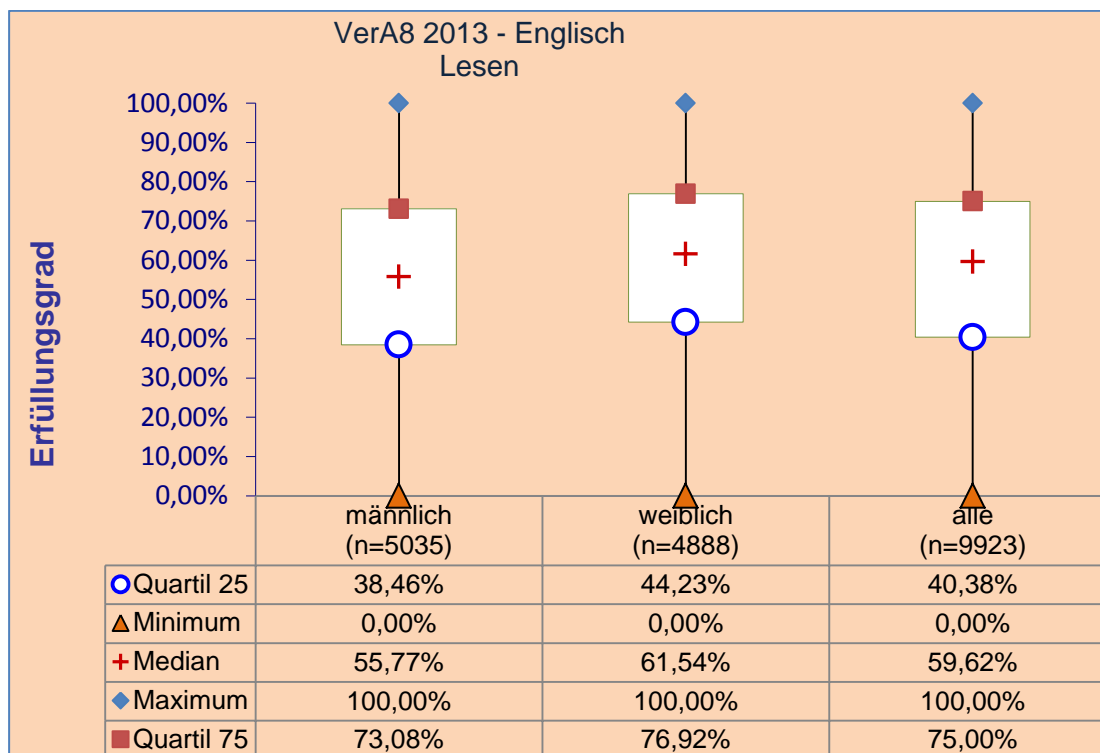 VerA8 2013 - Englisch
Lesen
Erfüllungsgrad
100,00%
90,00%
80,00%
70,00%
60,00%
50,00%
40,00%
30,00%
20,00%
10,00%
0,00%
männlich weiblich alle
(n=5035) (n=4888) (n=9923)
Quartil 25 38,46% 44,23% 40,38%
Minimum 0,00% 0,00% 0,00%
Median 55,77% 61,54% 59,62%
Maximum 100,00% 100,00% 100,00%
Quartil 75 73,08% 76,92% 75,00%